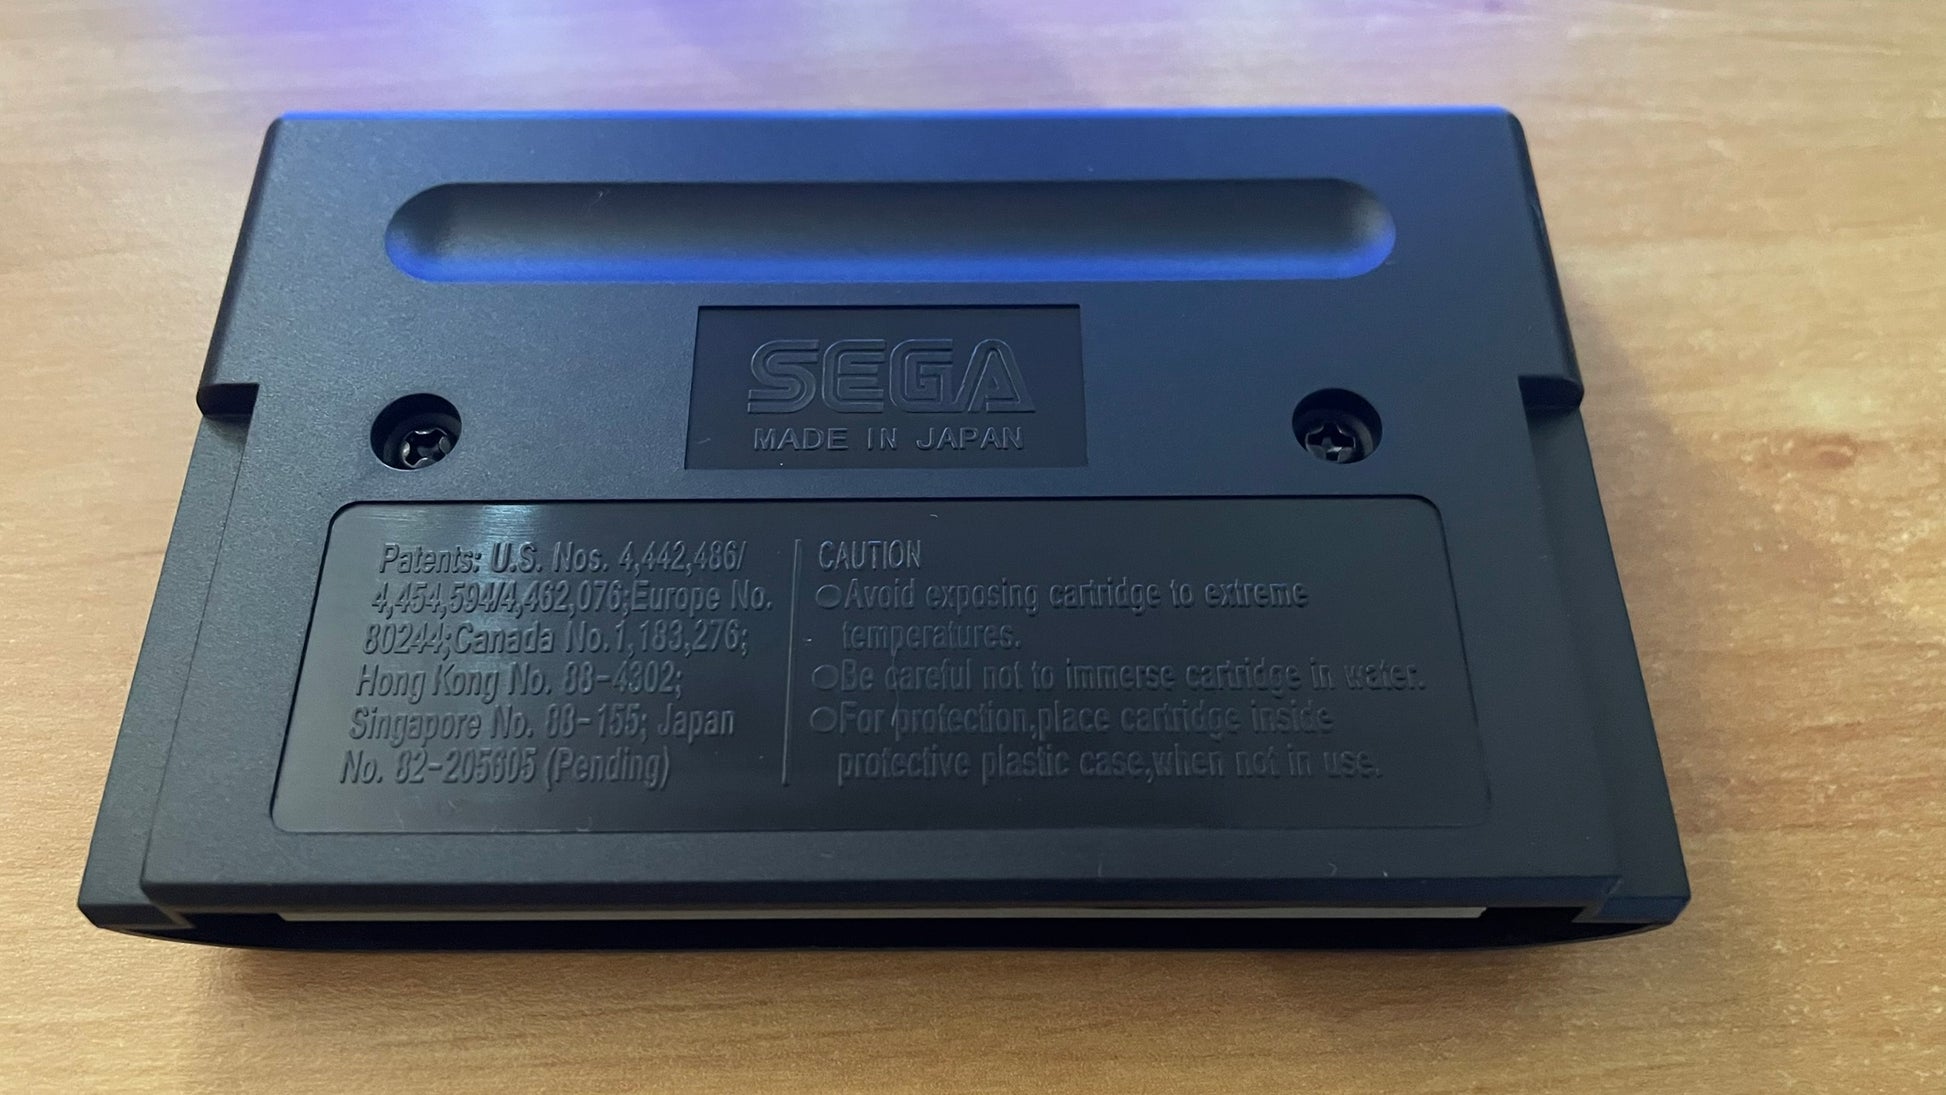 SEGA
MADE IN JAPAN
Patents: U.S. Nos. 4,442,486/
4,454,594/4,462,076;Europe No.
80244;Canada No.1,183,276;
Hong Kong No. 88-4302;
Singapore No. 88-155; Japan
No. 82-205605 (Pending)
CAUTION
○Avoid exposing cartridge to extreme
temperatures.
○Be careful not to immerse cartridge in water.
○For protection,place cartridge inside
protective plastic case,when not in use.